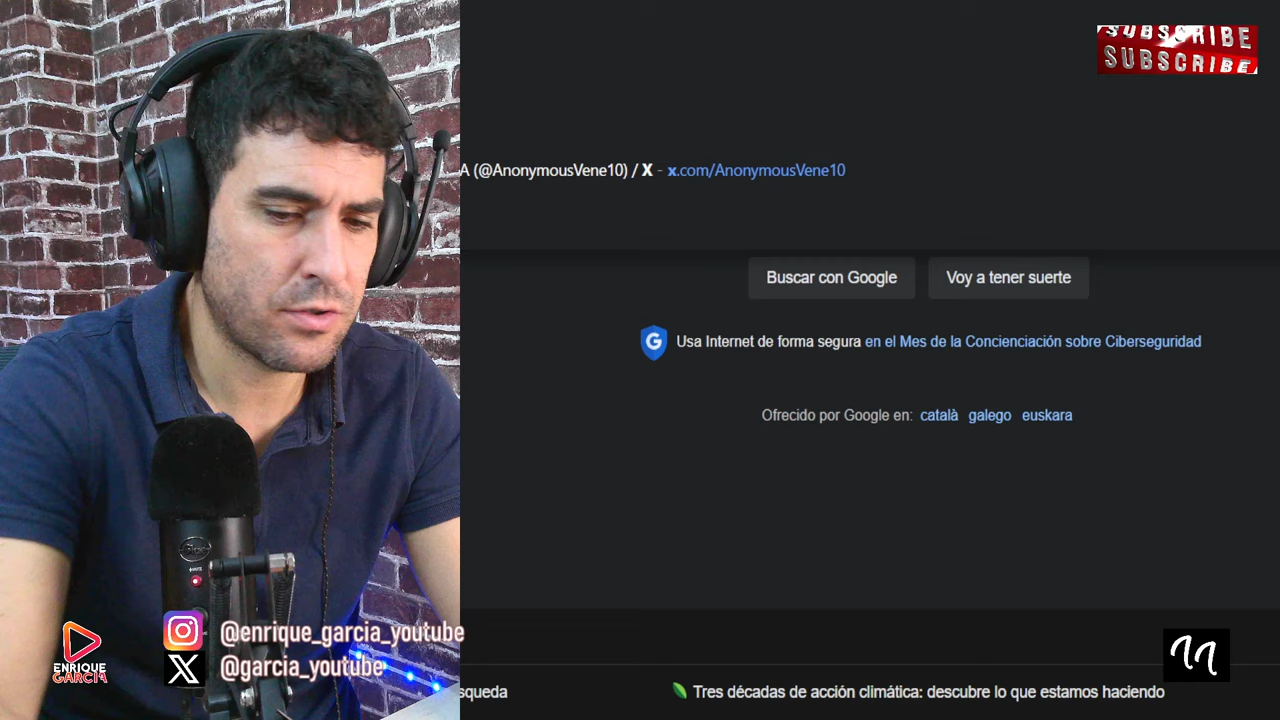 SUBSCRIBE
SUBSCRIBE
A (@AnonymousVene10) / X - x.com/AnonymousVene10
Buscar con Google
Voy a tener suerte
G Usa Internet de forma segura en el Mes de la Concienciación sobre Ciberseguridad
Ofrecido por Google en: català galego euskara
@enrique_garcia_youtube
X @garcia_youtube
ENRIQUE
GARCIA
squeda
Tres décadas de acción climática: descubre lo que estamos haciendo